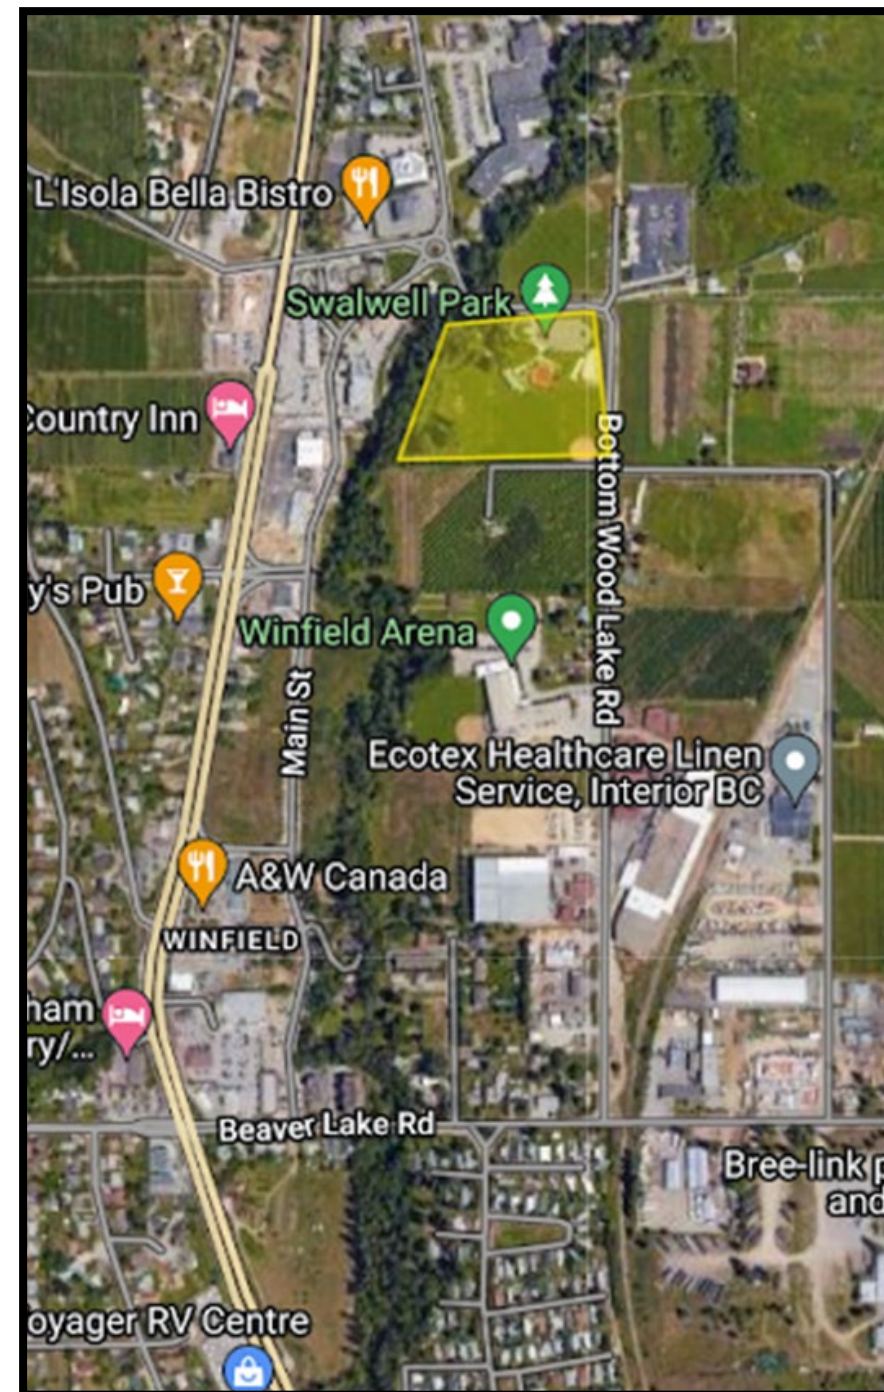 L'Isola Bella Bistro
Swalwell Park
Country Inn
Bottom Wood Lake Rd
y's Pub
Winfield Arena
Main St
Ecotex Healthcare Linen
Service, Interior BC
A&W Canada
WINFIELD
ham
ry/...
Beaver Lake Rd
Bree-link p
and
oyager RV Centre